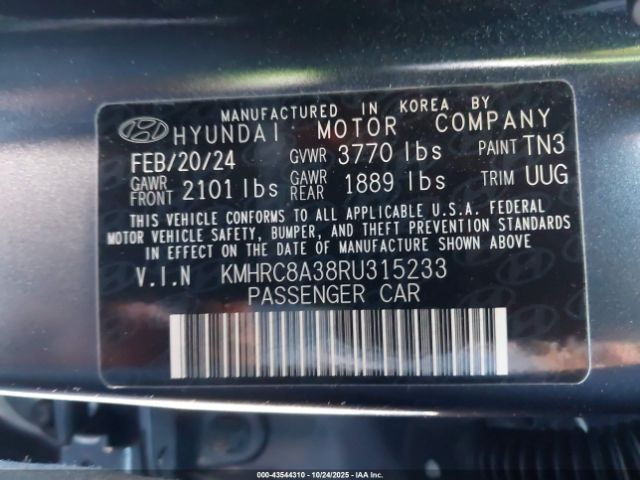 MANUFACTURED IN KOREA BY
HYUNDAI MOTOR COMPANY
FEB/20/24 GVWR 3770 lbs PAINT TN3
GAWR FRONT 2101 lbs GAWR REAR 1889 lbs TRIM UUG
THIS VEHICLE CONFORMS TO ALL APPLICABLE U.S.A. FEDERAL
MOTOR VEHICLE SAFETY, BUMPER, AND THEFT PREVENTION STANDARDS
IN EFFECT ON THE DATE OF MANUFACTURE SHOWN ABOVE
V.I.N KMHRC8A38RU315233
PASSENGER CAR
000-43544310 - 10/24/2025 - IAA Inc.